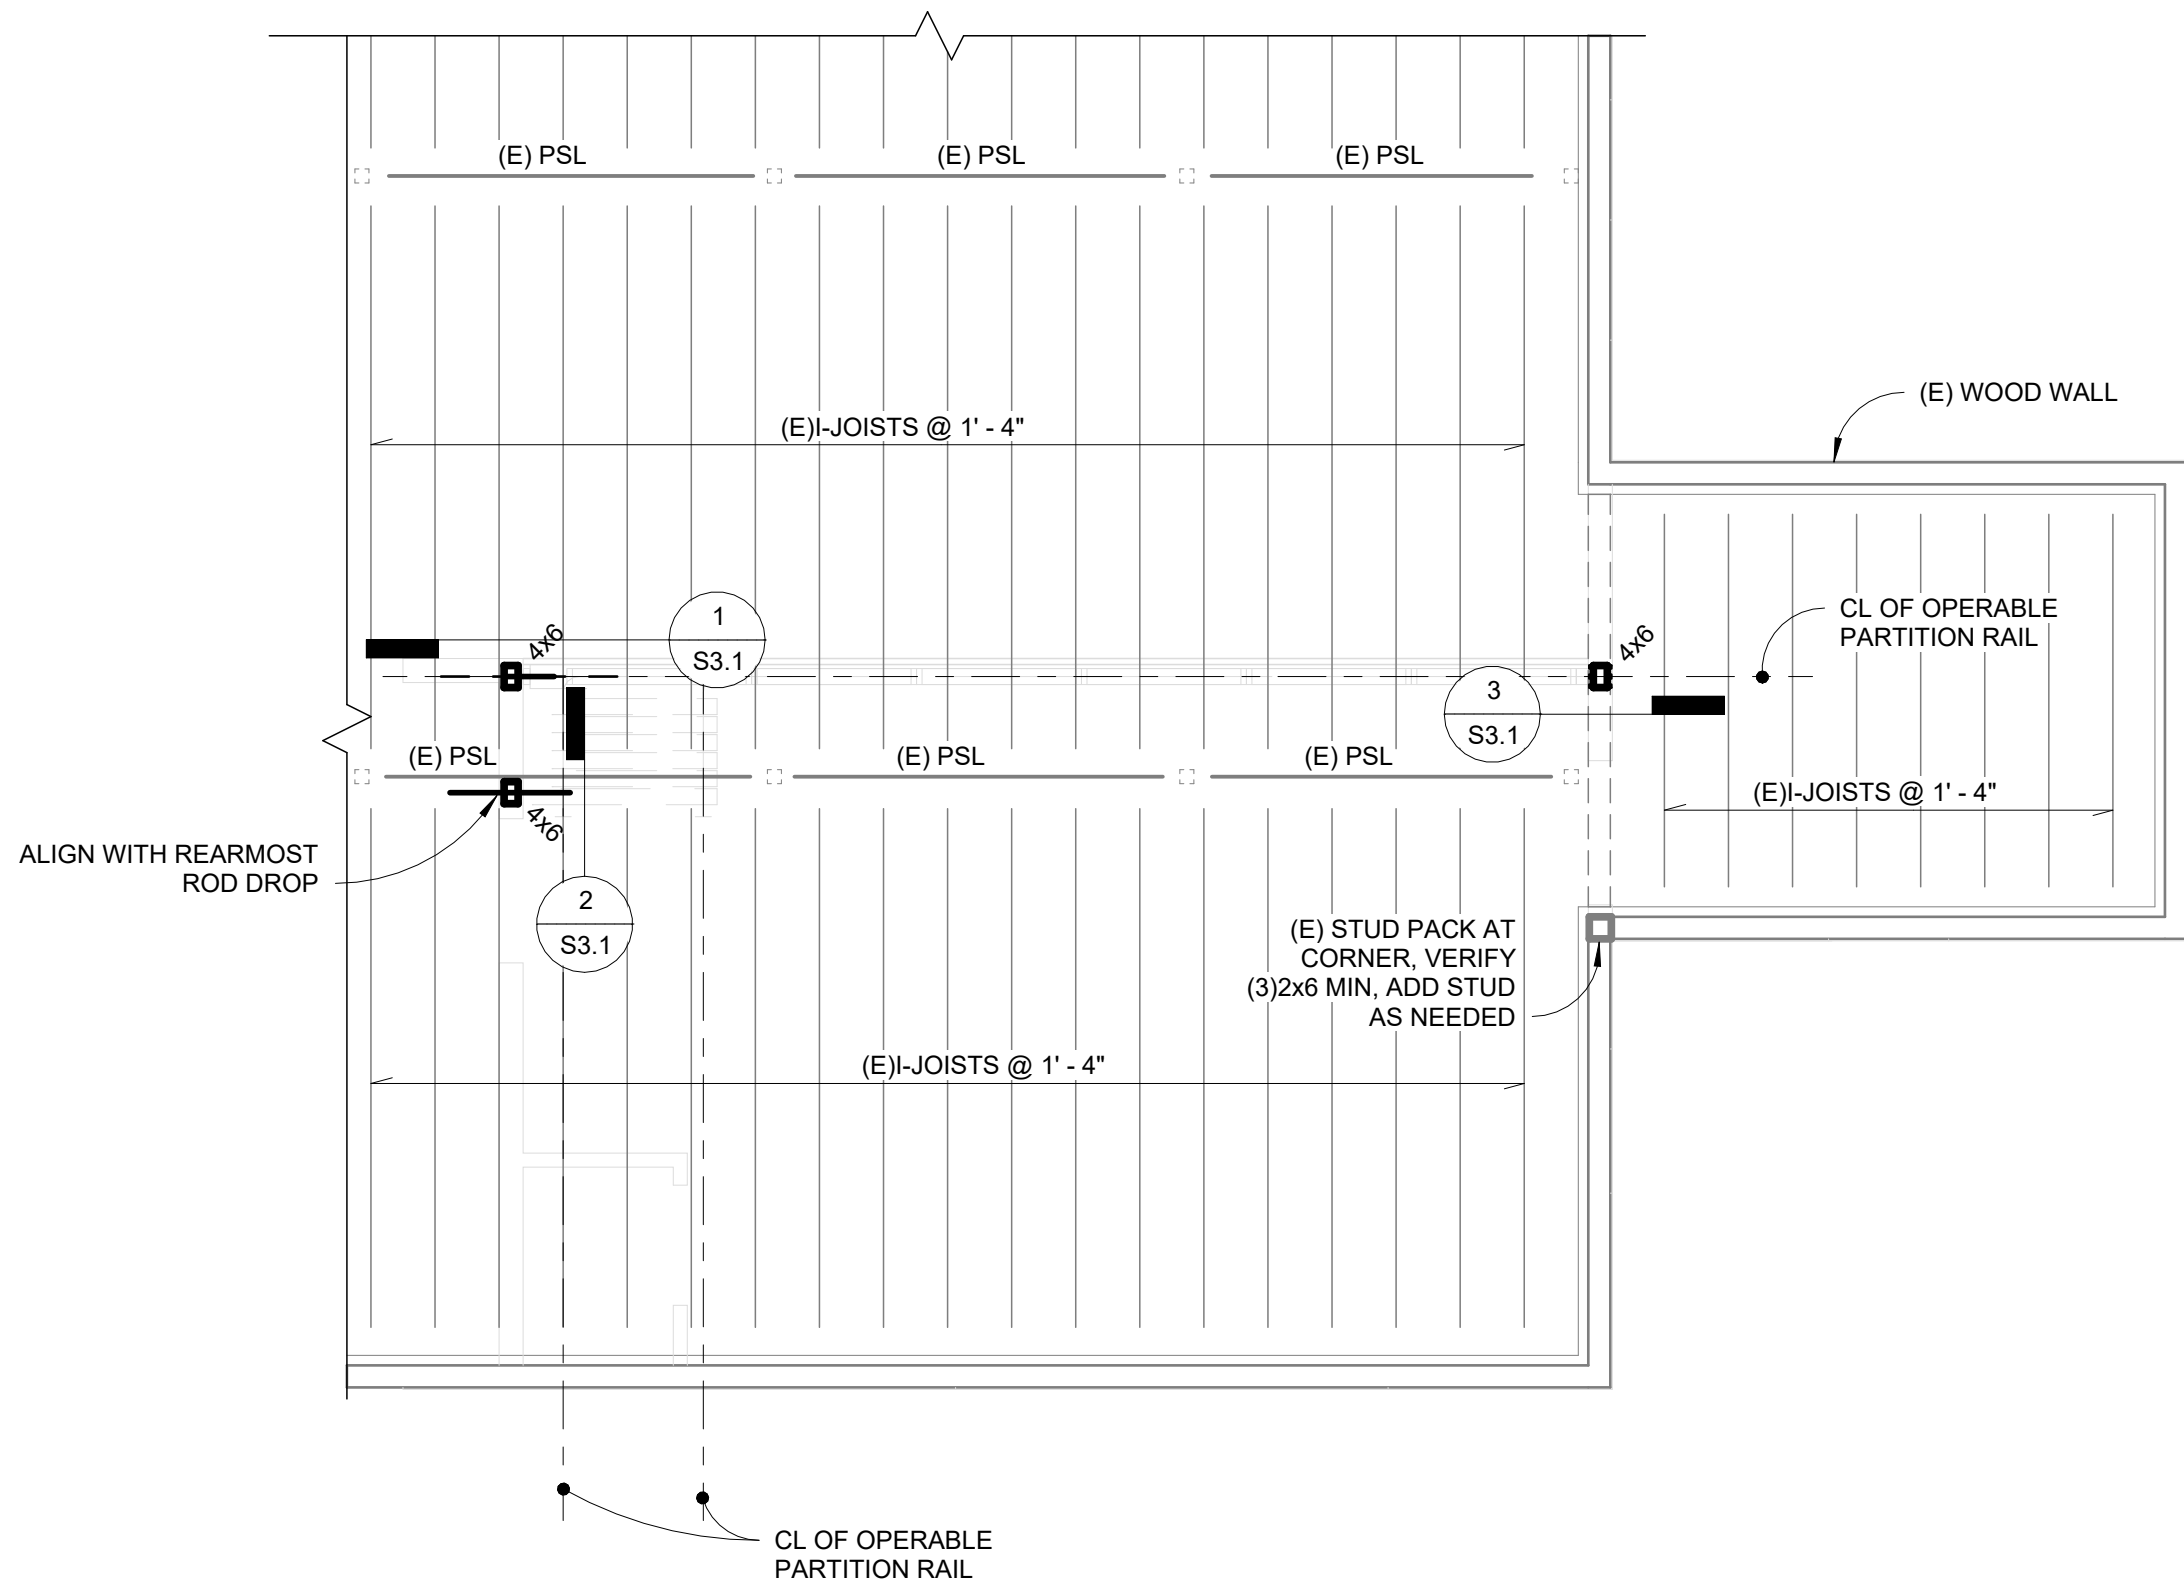 (E) PSL
(E) PSL
(E) PSL
(E) WOOD WALL
(E)I-JOISTS @ 1' - 4"
1
S3.1
4x6
4x6
CL OF OPERABLE
PARTITION RAIL
3
S3.1
(E) PSL
(E) PSL
(E) PSL
(E)I-JOISTS @ 1' - 4"
4x6
ALIGN WITH REARMOST
ROD DROP
2
S3.1
(E) STUD PACK AT
CORNER, VERIFY
(3)2x6 MIN, ADD STUD
AS NEEDED
(E)I-JOISTS @ 1' - 4"
CL OF OPERABLE
PARTITION RAIL